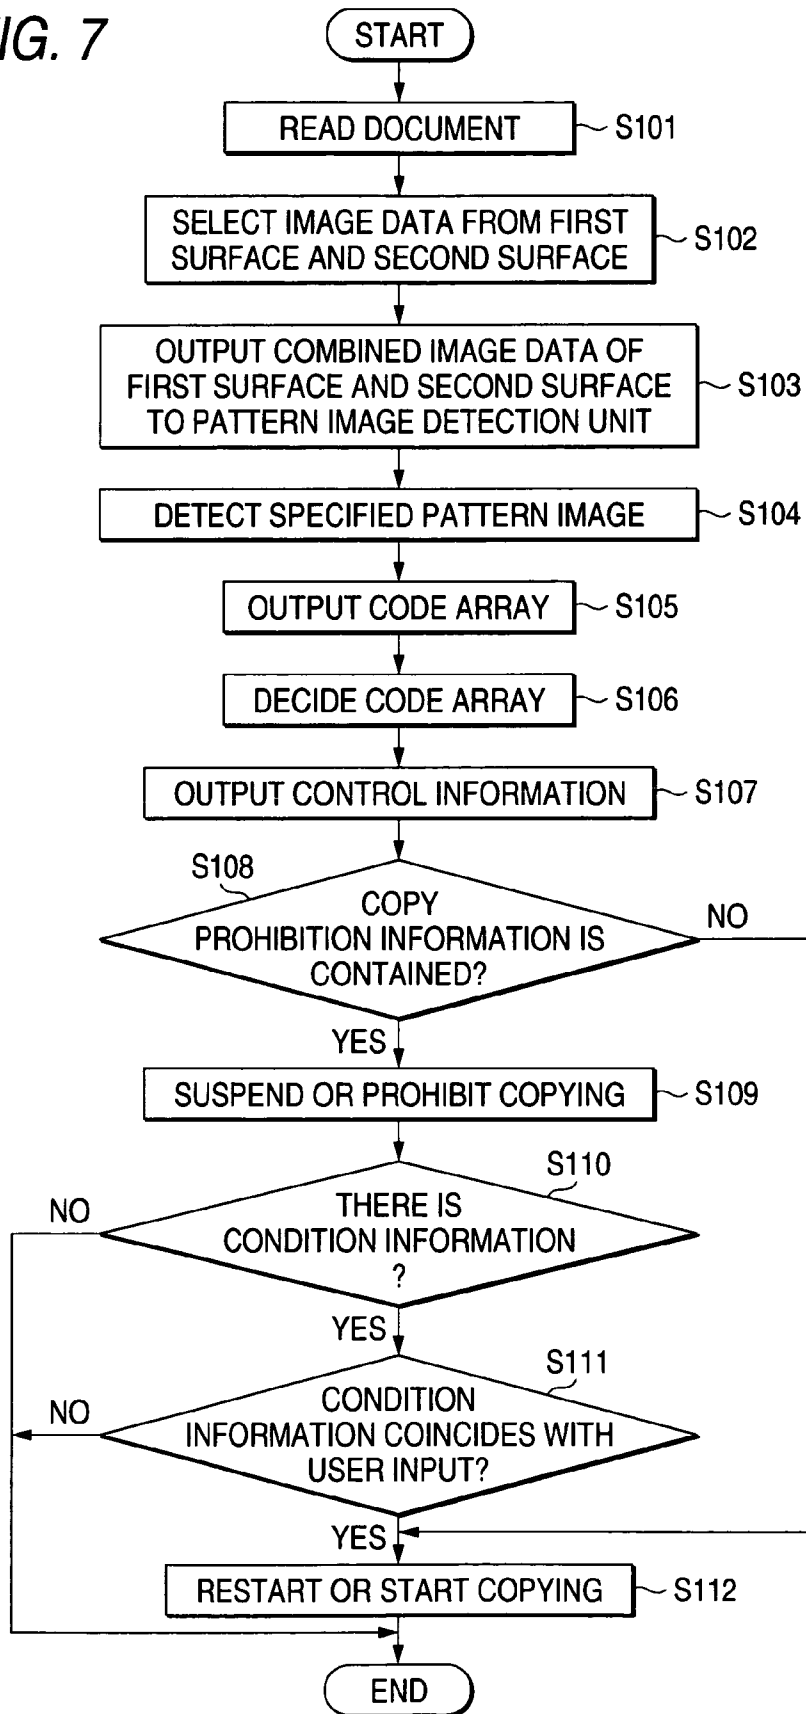 IG. 7
START
READ DOCUMENT
S101
SELECT IMAGE DATA FROM FIRST
SURFACE AND SECOND SURFACE
S102
OUTPUT COMBINED IMAGE DATA OF
FIRST SURFACE AND SECOND SURFACE
TO PATTERN IMAGE DETECTION UNIT
S103
DETECT SPECIFIED PATTERN IMAGE
S104
OUTPUT CODE ARRAY
S105
DECIDE CODE ARRAY
S106
OUTPUT CONTROL INFORMATION
S107
S108
COPY
PROHIBITION INFORMATION IS
CONTAINED?
NO
YES
SUSPEND OR PROHIBIT COPYING
S109
S110
NO
THERE IS
CONDITION INFORMATION
?
YES
S111
NO
CONDITION
INFORMATION COINCIDES WITH
USER INPUT?
YES
RESTART OR START COPYING
S112
END